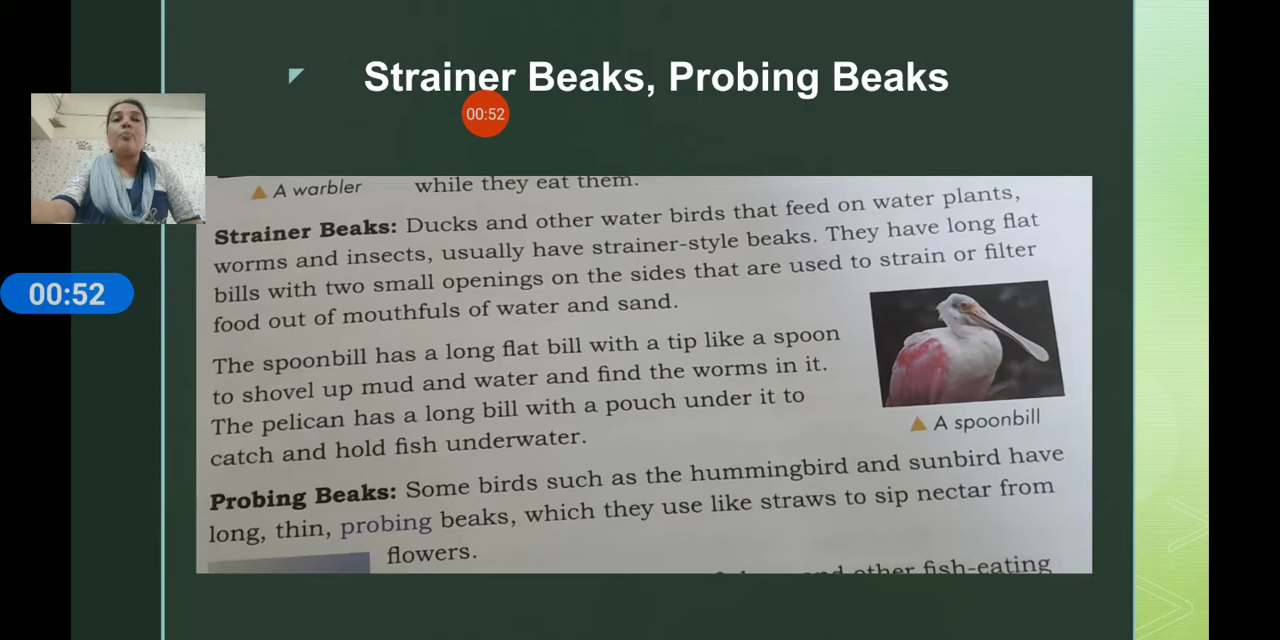 Strainer Beaks, Probing Beaks
00:52
00:52
A warbler
while they eat them.
Strainer Beaks: Ducks and other water birds that feed on water plants,
worms and insects, usually have strainer-style beaks. They have long flat
bills with two small openings on the sides that are used to strain or filter
food out of mouthfuls of water and sand.
The spoonbill has a long flat bill with a tip like a spoon
to shovel up mud and water and find the worms in it.
The pelican has a long bill with a pouch under it to
catch and hold fish underwater.
A spoonbill
Probing Beaks: Some birds such as the hummingbird and sunbird have
long, thin, probing beaks, which they use like straws to sip nectar from
flowers.
and other fish-eating